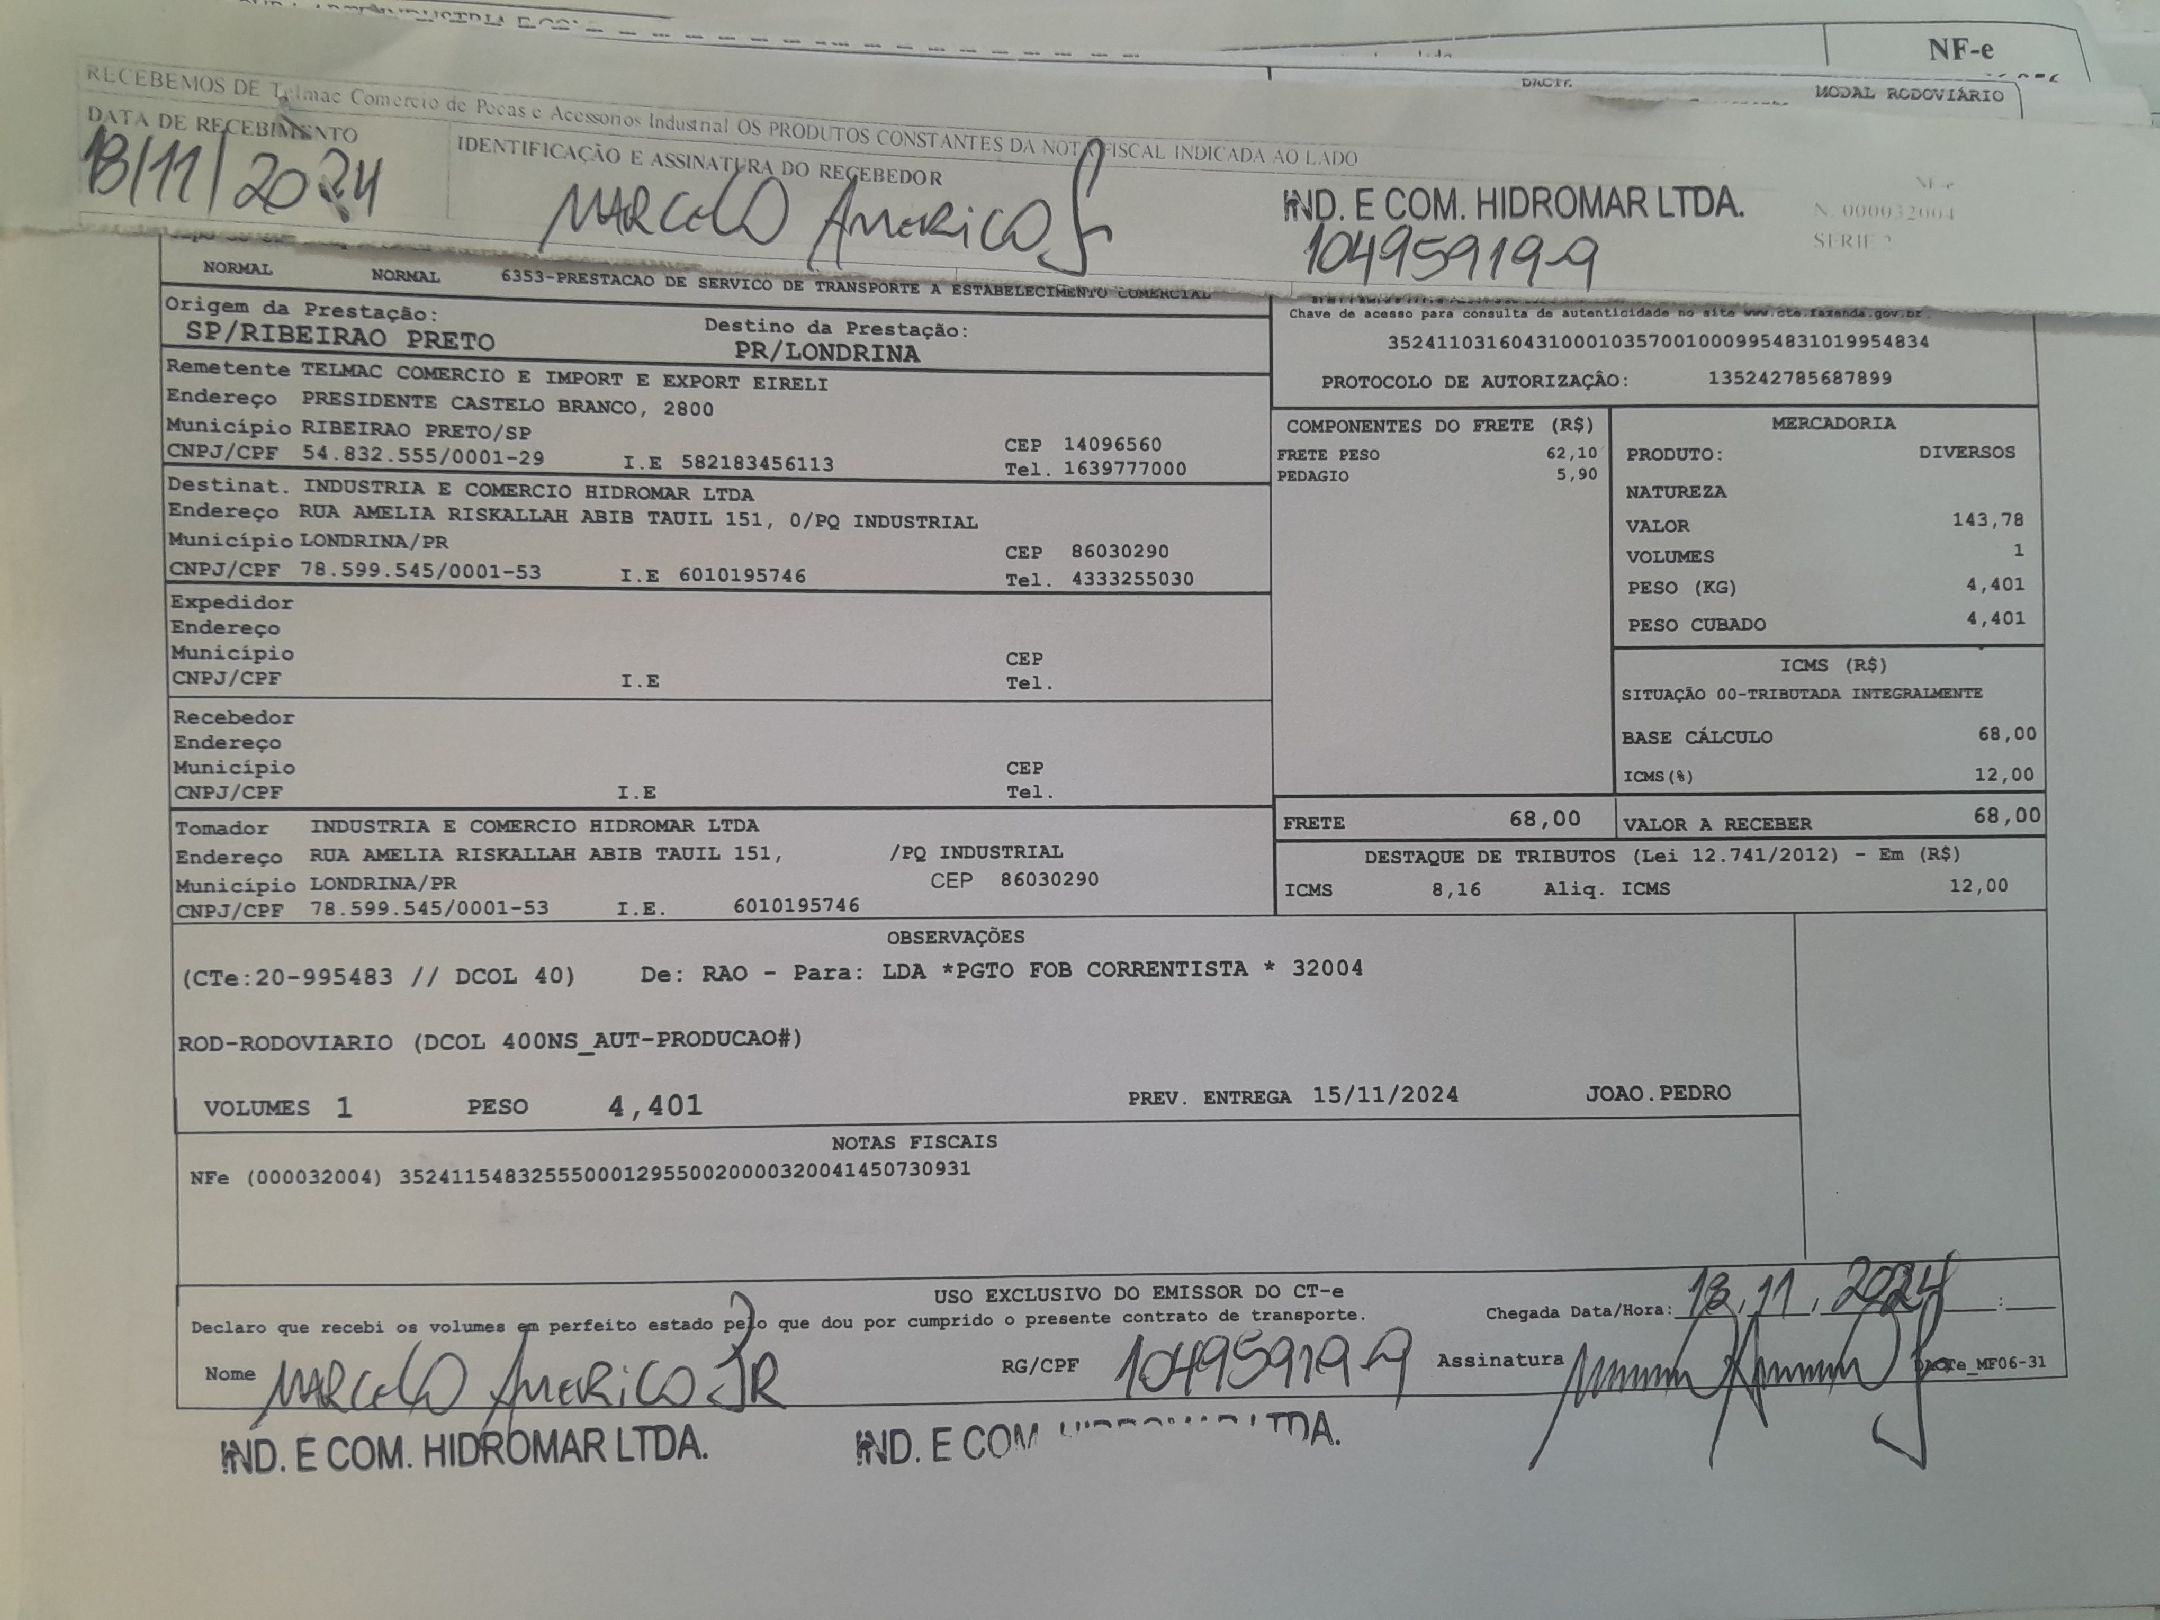 NF-e
DACTE
MODAL RODOVIÁRIO
RECEBEMOS DE Telmac Comercio de Pecas e Acessorios Industrial OS PRODUTOS CONSTANTES DA NOTA FISCAL INDICADA AO LADO
DATA DE RECEBIMENTO
IDENTIFICAÇÃO E ASSINATURA DO RECEBEDOR
/11/2024
MARCELO AMERICO
IND. E COM. HIDROMAR LTDA.
10495919-9
NF-e
N. 000032004
SERIE 2
NORMAL NORMAL 6353-PRESTACAO DE SERVICO DE TRANSPORTE A ESTABELECIMENTO COMERCIAL
Origem da Prestação:
SP/RIBEIRAO PRETO
Destino da Prestação:
PR/LONDRINA
Chave de acesso para consulta de autenticidade no site www.cte.fazenda.gov.br
35241103160431000103570010009954831019954834
PROTOCOLO DE AUTORIZAÇÃO: 135242785687899
Remetente TELMAC COMERCIO E IMPORT E EXPORT EIRELI
Endereço PRESIDENTE CASTELO BRANCO, 2800
Município RIBEIRAO PRETO/SP CEP 14096560
CNPJ/CPF 54.832.555/0001-29 I.E 582183456113 Tel. 1639777000
Destinat. INDUSTRIA E COMERCIO HIDROMAR LTDA
Endereço RUA AMELIA RISKALLAH ABIB TAUIL 151, 0/PQ INDUSTRIAL
Município LONDRINA/PR CEP 86030290
CNPJ/CPF 78.599.545/0001-53 I.E 6010195746 Tel. 4333255030
Expedidor
Endereço
Município CEP
CNPJ/CPF I.E Tel.
Recebedor
Endereço
Município CEP
CNPJ/CPF I.E Tel.
Tomador INDUSTRIA E COMERCIO HIDROMAR LTDA
Endereço RUA AMELIA RISKALLAH ABIB TAUIL 151, /PQ INDUSTRIAL
Município LONDRINA/PR CEP 86030290
CNPJ/CPF 78.599.545/0001-53 I.E. 6010195746
COMPONENTES DO FRETE (R$)
FRETE PESO 62,10
PEDAGIO 5,90
MERCADORIA
PRODUTO: DIVERSOS
NATUREZA
VALOR 143,78
VOLUMES 1
PESO (KG) 4,401
PESO CUBADO 4,401
ICMS (R$)
SITUAÇÃO 00-TRIBUTADA INTEGRALMENTE
BASE CÁLCULO 68,00
ICMS(%) 12,00
FRETE 68,00 VALOR A RECEBER 68,00
DESTAQUE DE TRIBUTOS (Lei 12.741/2012) - Em (R$)
ICMS 8,16 Aliq. ICMS 12,00
OBSERVAÇÕES
(CTe:20-995483 // DCOL 40) De: RAO - Para: LDA *PGTO FOB CORRENTISTA * 32004
ROD-RODOVIARIO (DCOL 400NS_AUT-PRODUCAO#)
VOLUMES 1 PESO 4,401 PREV. ENTREGA 15/11/2024 JOAO.PEDRO
NOTAS FISCAIS
NFe (000032004) 35241154832555000129550020000320041450730931
USO EXCLUSIVO DO EMISSOR DO CT-e
Declaro que recebi os volumes em perfeito estado pelo que dou por cumprido o presente contrato de transporte.
Chegada Data/Hora: 11, 2024 :
Nome MARCELO AMERICO JR RG/CPF 10495919-9 Assinatura
MF06-31
IND. E COM. HIDROMAR LTDA.
IND. E COM LTDA.